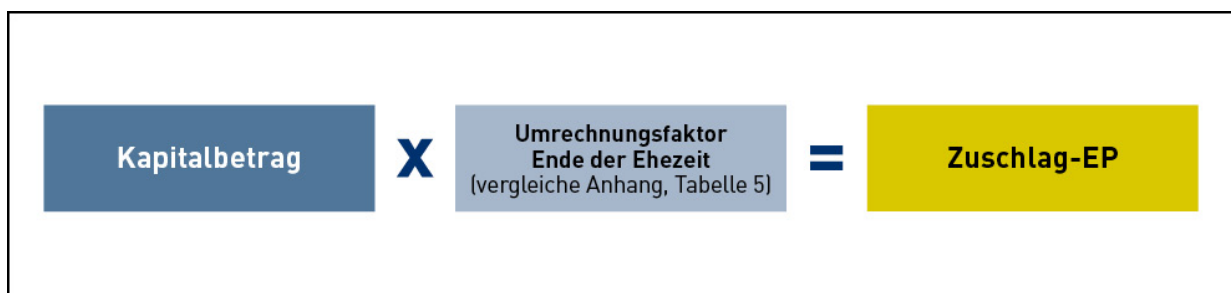 Kapitalbetrag
X
Umrechnungsfaktor
Ende der Ehezeit
(vergleiche Anhang, Tabelle 5)
=
Zuschlag-EP